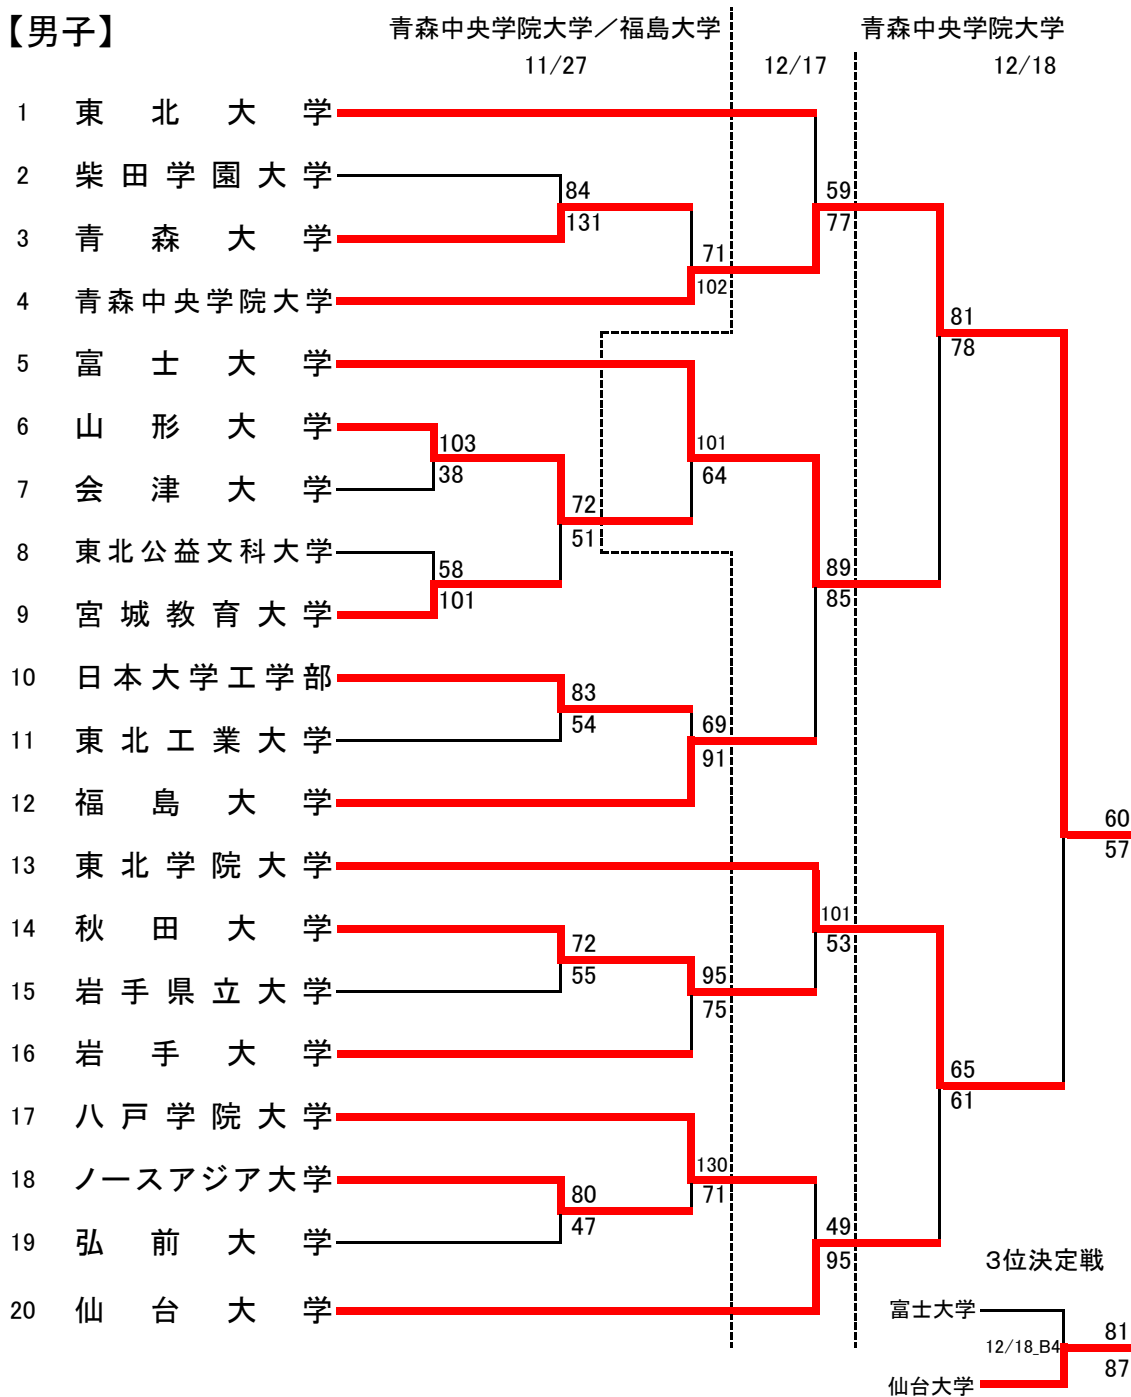 【男子】
青森中央学院大学／福島大学
青森中央学院大学
11/27
12/17
12/18
1 東北大学
2 柴田学園大学
84
59
3 青森大学
131
77
71
4 青森中央学院大学
102
81
78
5 富士大学
6 山形大学
103
101
38
64
7 会津大学
72
51
8 東北公益文科大学
58
89
101
85
9 宮城教育大学
10 日本大学工学部
83
54
69
11 東北工業大学
91
12 福島大学
60
57
13 東北学院大学
101
14 秋田大学
72
53
55
95
15 岩手県立大学
75
16 岩手大学
65
61
17 八戸学院大学
130
18 ノースアジア大学
80
71
47
49
19 弘前大学
95
3位決定戦
20 仙台大学
富士大学
81
12/18_B4
87
仙台大学